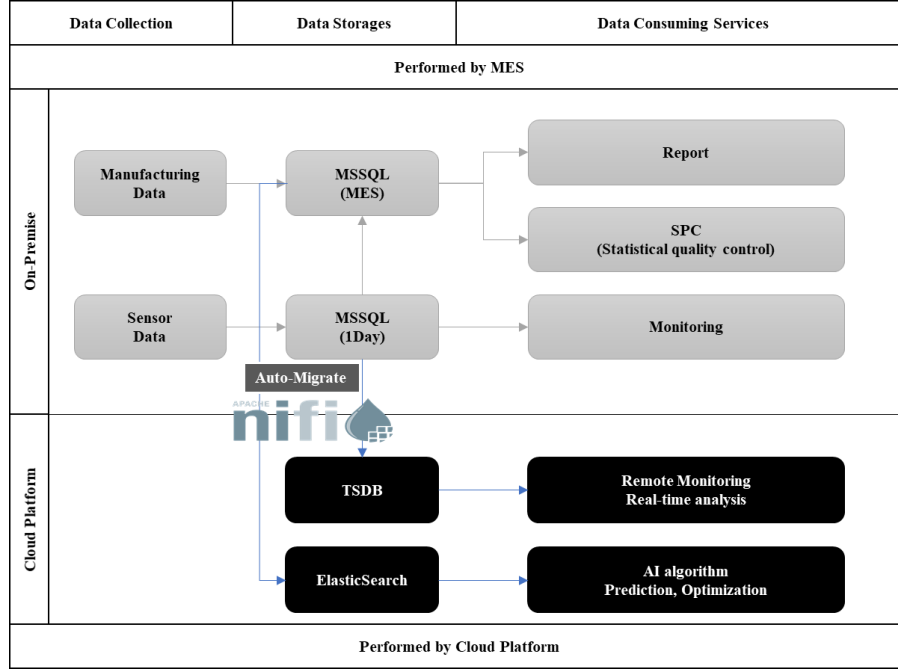 Data Collection
Data Storages
Data Consuming Services
Performed by MES
On-Premise
Manufacturing
Data
MSSQL
(MES)
Report
SPC
(Statistical quality control)
Sensor
Data
MSSQL
(1Day)
Monitoring
Auto-Migrate
APACHE
nifi
Cloud Platform
TSDB
Remote Monitoring
Real-time analysis
ElasticSearch
AI algorithm
Prediction, Optimization
Performed by Cloud Platform